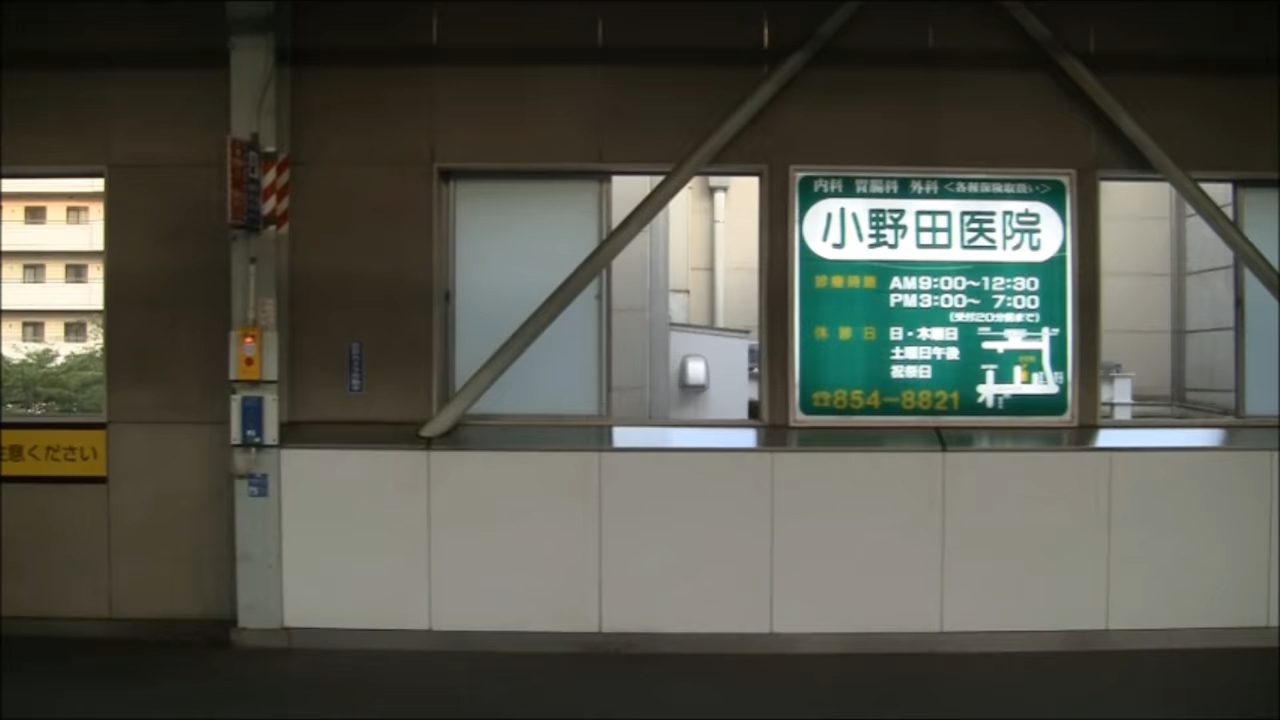 内科 胃腸科 外科 <各種保険取扱い>
小野田医院
診療時間 AM9:00～12:30
PM3:00～ 7:00
(受付20分前まで)
休診日 日・木曜日
土曜日午後
祝祭日
☎854-8821
注意ください